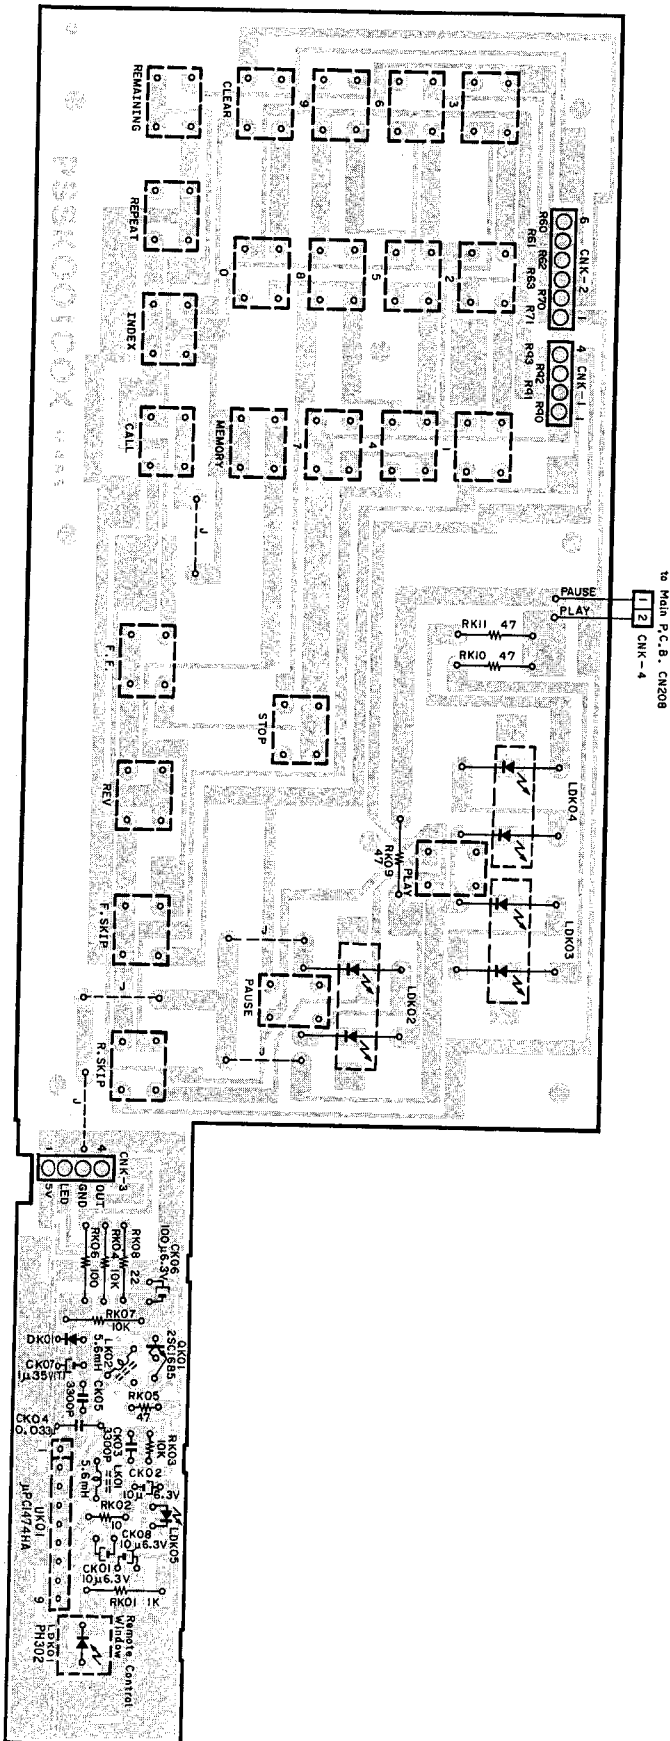 to Main P.C.B. CN208
1 2 CNK-4
PAUSE
PLAY
6 CNK-2 1
R60
R61
R62
R63
R70
R71
4 CNK-1 1
R93
R92
R91
R90
3
2
1
6
5
4
9
8
7
CLEAR
0
MEMORY
REMAINING
REPEAT
INDEX
CALL
J
RK11 47
RK10 47
LDK04
LDK03
LDK02
STOP
RK09
47
PLAY
PAUSE
J
J
F.F.
REV
F.SKIP
J
R.SKIP
J
4 CNK-3 1
OUT
GND
LED
5V
CK06
100μ6.3V
RK08 22
RK04 10K
RK06 100
RK07
10K
QK01
2SC1685
LK02
5.6mH
DK01
CK07
RK05
47
CK05
3300P
CK04
0.033μ
RK03
10K
CK03
3300P
LK01
5.6mH
CK02
10μ6.3V
LDK05
RK02
10
CK08
10μ6.3V
CK01
10μ6.3V
RK01 1K
1 UK01 9
μPC1474HA
Remote Control
Window
LDK01
PH302